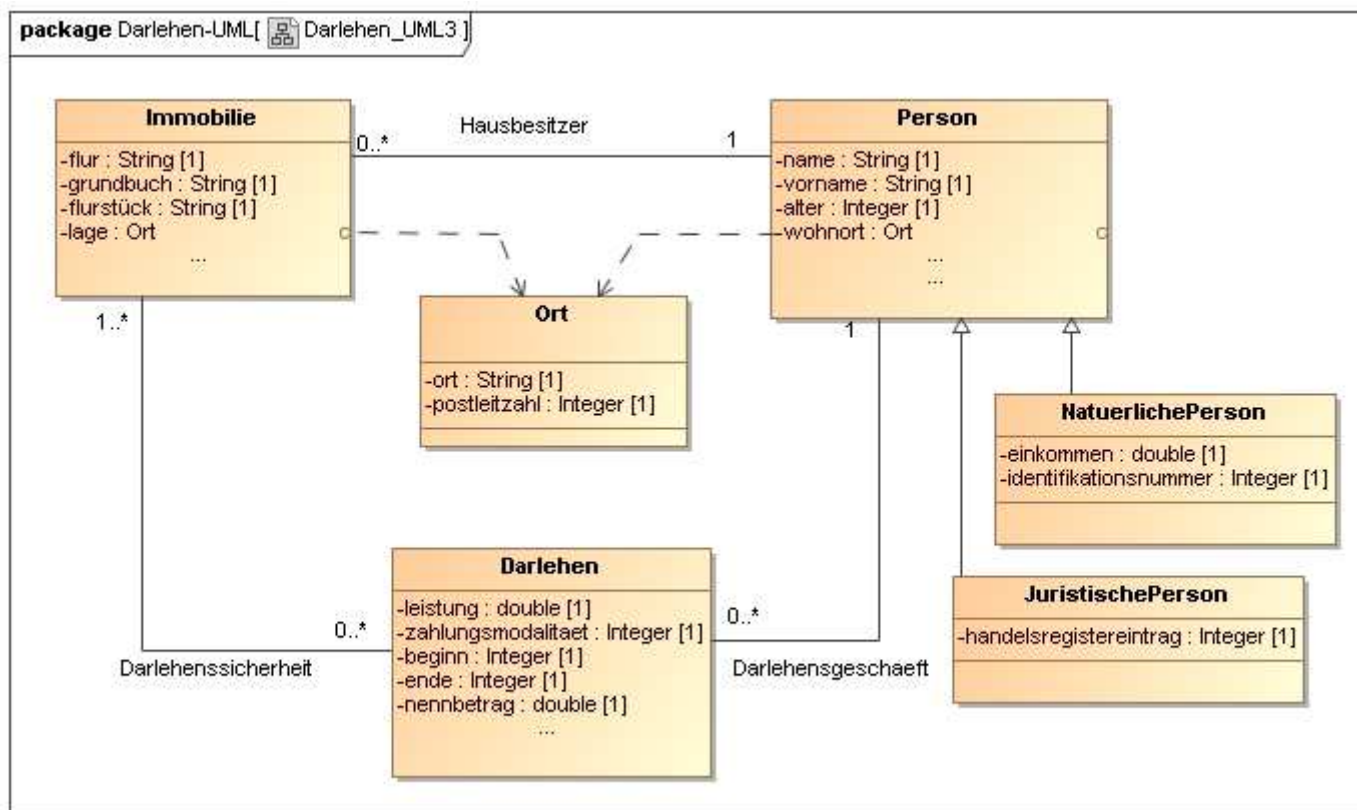 package Darlehen-UML[ Darlehen_UML3 ]
Immobilie
-flur : String [1]
-grundbuch : String [1]
-flurstück : String [1]
-lage : Ort
...
0..*
Hausbesitzer
1
Person
-name : String [1]
-vorname : String [1]
-alter : Integer [1]
-wohnort : Ort
...
...
1..*
Ort
-ort : String [1]
-postleitzahl : Integer [1]
1
NatuerlichePerson
-einkommen : double [1]
-identifikationsnummer : Integer [1]
Darlehen
-leistung : double [1]
-zahlungsmodalitaet : Integer [1]
-beginn : Integer [1]
-ende : Integer [1]
-nennbetrag : double [1]
...
0..*
Darlehenssicherheit
0..*
Darlehensgeschaeft
JuristischePerson
-handelsregistereintrag : Integer [1]